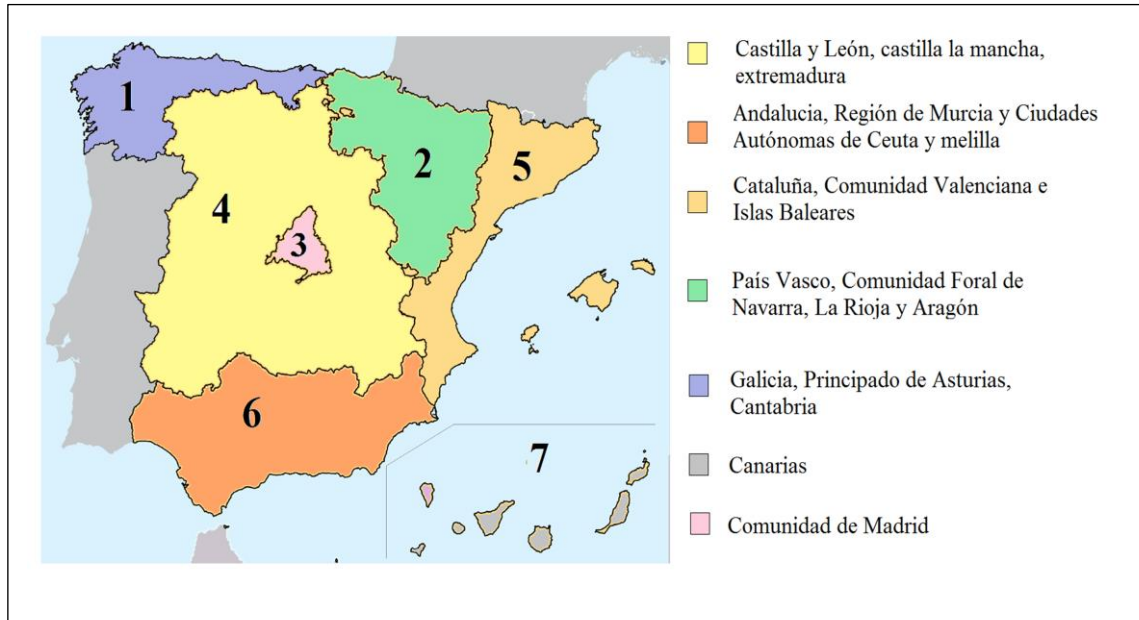 1
2
3
4
5
6
7
Castilla y León, castilla la mancha,
extremadura
Andalucia, Región de Murcia y Ciudades
Autónomas de Ceuta y melilla
Cataluña, Comunidad Valenciana e
Islas Baleares
País Vasco, Comunidad Foral de
Navarra, La Rioja y Aragón
Galicia, Principado de Asturias,
Cantabria
Canarias
Comunidad de Madrid